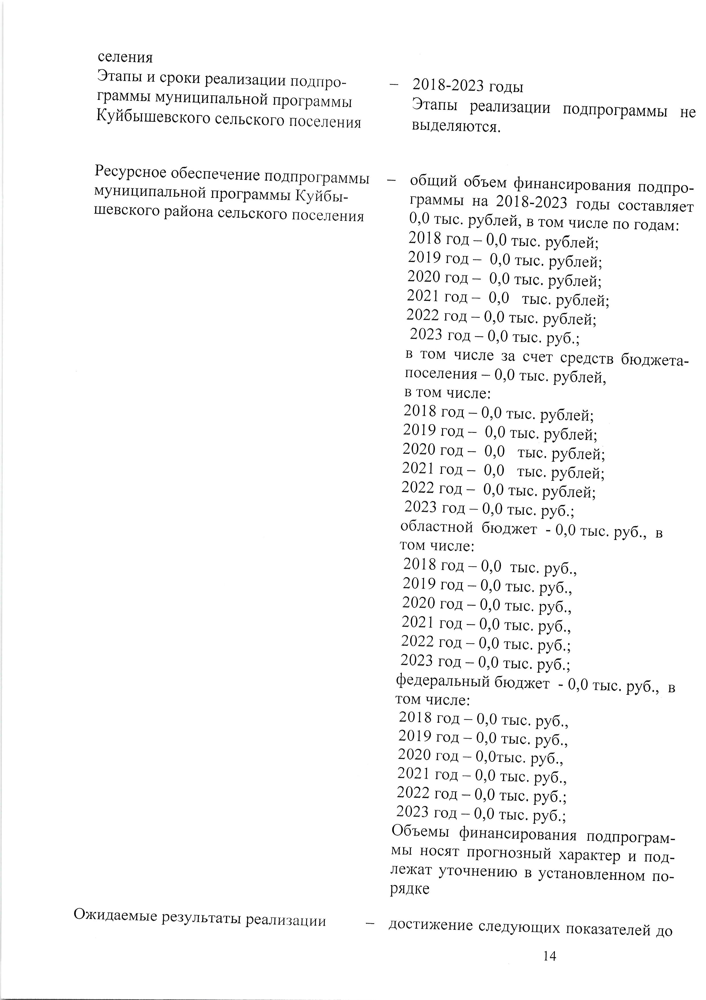 селения
Этапы и сроки реализации подпро-
граммы муниципальной программы
Куйбышевского сельского поселения
– 2018-2023 годы
Этапы реализации подпрограммы не
выделяются.
Ресурсное обеспечение подпрограммы
муниципальной программы Куйбы-
шевского района сельского поселения
– общий объем финансирования подпро-
граммы на 2018-2023 годы составляет
0,0 тыс. рублей, в том числе по годам:
2018 год – 0,0 тыс. рублей;
2019 год – 0,0 тыс. рублей;
2020 год – 0,0 тыс. рублей;
2021 год – 0,0 тыс. рублей;
2022 год – 0,0 тыс. рублей;
2023 год – 0,0 тыс. руб.;
в том числе за счет средств бюджета-
поселения – 0,0 тыс. рублей,
в том числе:
2018 год – 0,0 тыс. рублей;
2019 год – 0,0 тыс. рублей;
2020 год – 0,0 тыс. рублей;
2021 год – 0,0 тыс. рублей;
2022 год – 0,0 тыс. рублей;
2023 год – 0,0 тыс. руб.;
областной бюджет - 0,0 тыс. руб., в
том числе:
2018 год – 0,0 тыс. руб.,
2019 год – 0,0 тыс. руб.,
2020 год – 0,0 тыс. руб.,
2021 год – 0,0 тыс. руб.,
2022 год – 0,0 тыс. руб.;
2023 год – 0,0 тыс. руб.;
федеральный бюджет - 0,0 тыс. руб., в
том числе:
2018 год – 0,0 тыс. руб.,
2019 год – 0,0 тыс. руб.,
2020 год – 0,0тыс. руб.,
2021 год – 0,0 тыс. руб.,
2022 год – 0,0 тыс. руб.;
2023 год – 0,0 тыс. руб.;
Объемы финансирования подпрограм-
мы носят прогнозный характер и под-
лежат уточнению в установленном по-
рядке
Ожидаемые результаты реализации
– достижение следующих показателей до
14